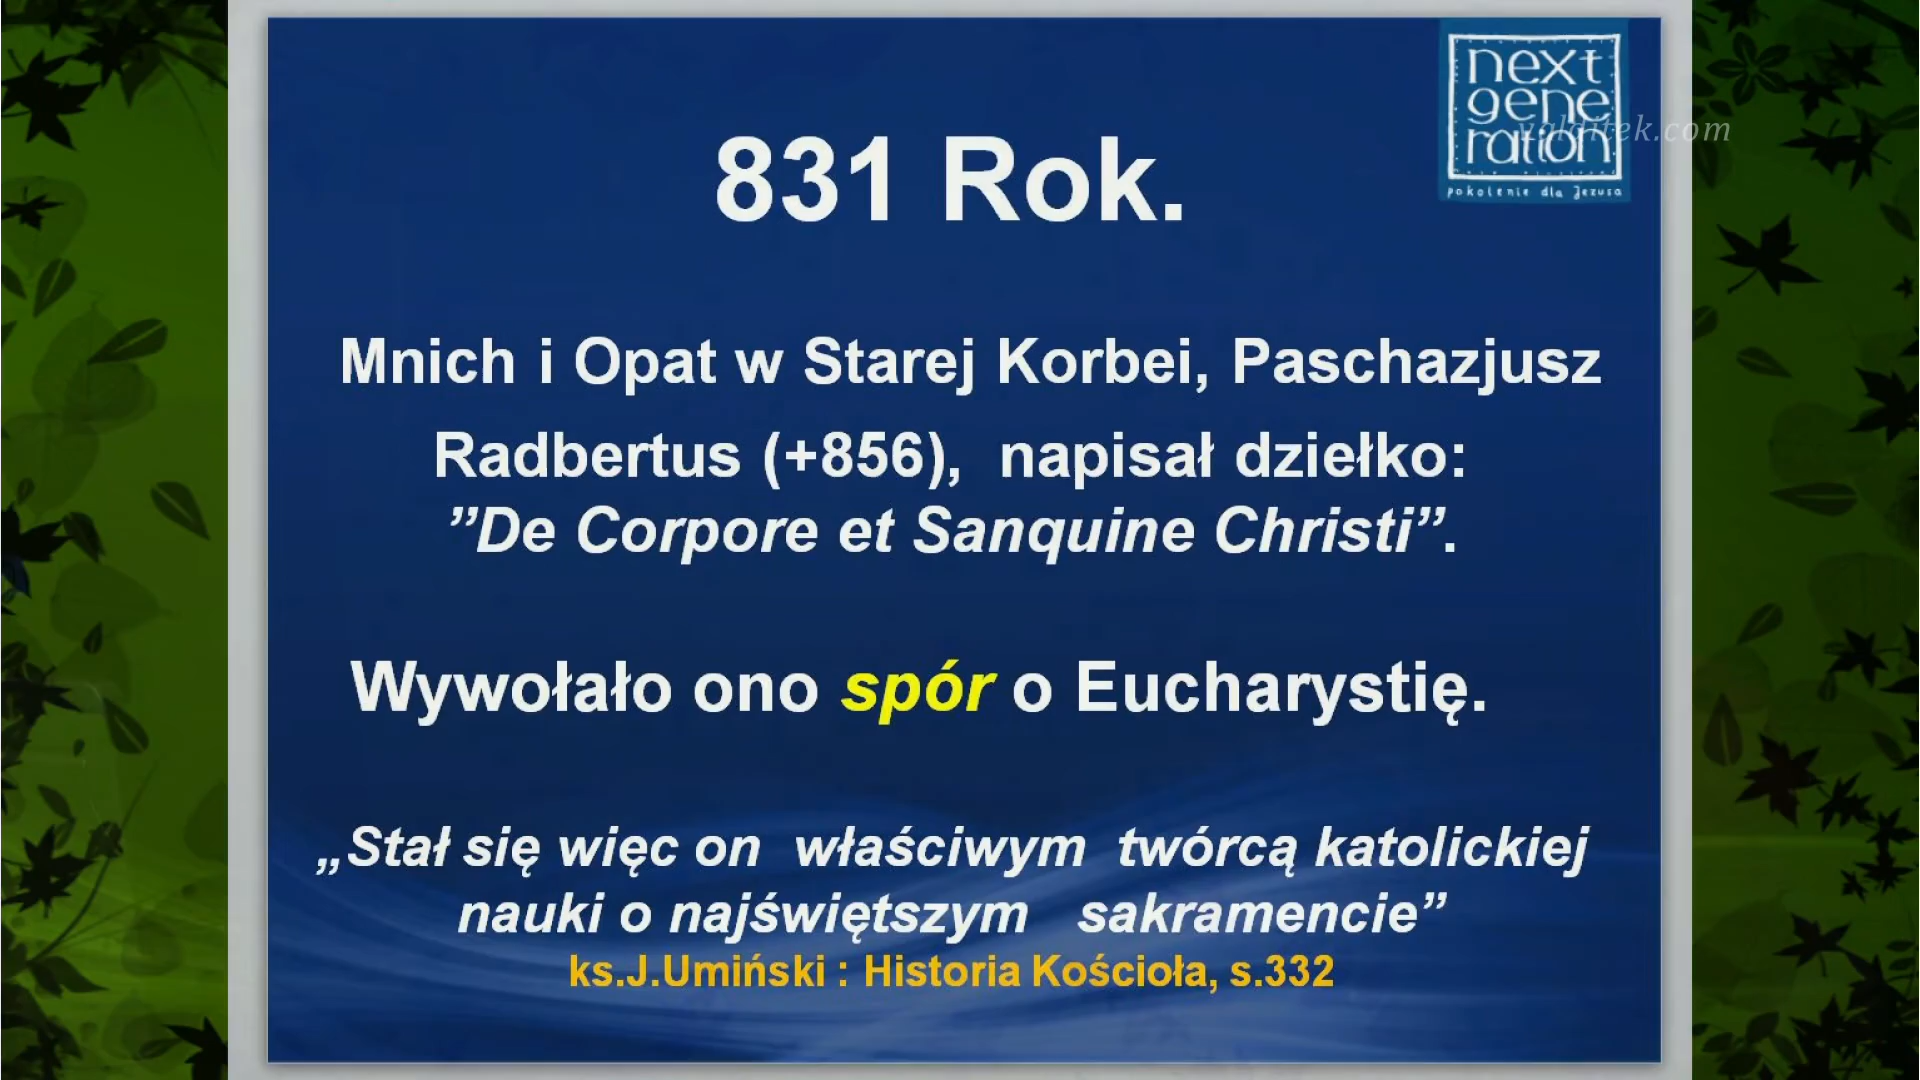 next
gene
ration
pokolenie dla Jezusa
valditek.com
831 Rok.
Mnich i Opat w Starej Korbei, Paschazjusz
Radbertus (+856), napisał dziełko:
”De Corpore et Sanquine Christi”.
Wywołało ono spór o Eucharystię.
„Stał się więc on właściwym twórcą katolickiej
nauki o najświętszym sakramencie”
ks.J.Umiński : Historia Kościoła, s.332